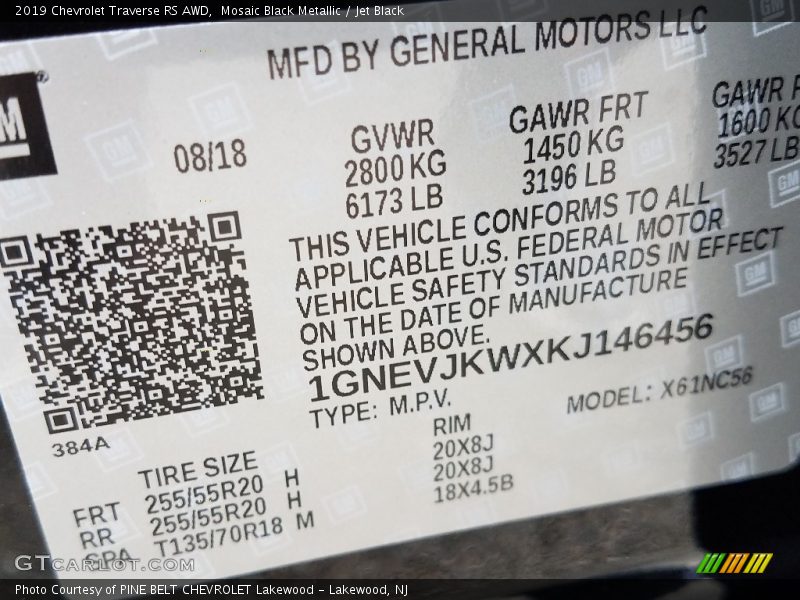 2019 Chevrolet Traverse RS AWD, Mosaic Black Metallic / Jet Black
MFD BY GENERAL MOTORS LLC
GM
08/18
GVWR GAWR FRT GAWR
2800 KG 1450 KG 1600 KG
6173 LB 3196 LB 3527 LB
THIS VEHICLE CONFORMS TO ALL
APPLICABLE U.S. FEDERAL MOTOR
VEHICLE SAFETY STANDARDS IN EFFECT
ON THE DATE OF MANUFACTURE
SHOWN ABOVE.
1GNEVJKWXKJ146456
TYPE: M.P.V. MODEL: X61NC56
384A
TIRE SIZE RIM
FRT 255/55R20 H 20X8J
RR 255/55R20 H 20X8J
SPA T135/70R18 M 18X4.5B
GTcarlot.com
Photo Courtesy of PINE BELT CHEVROLET Lakewood - Lakewood, NJ